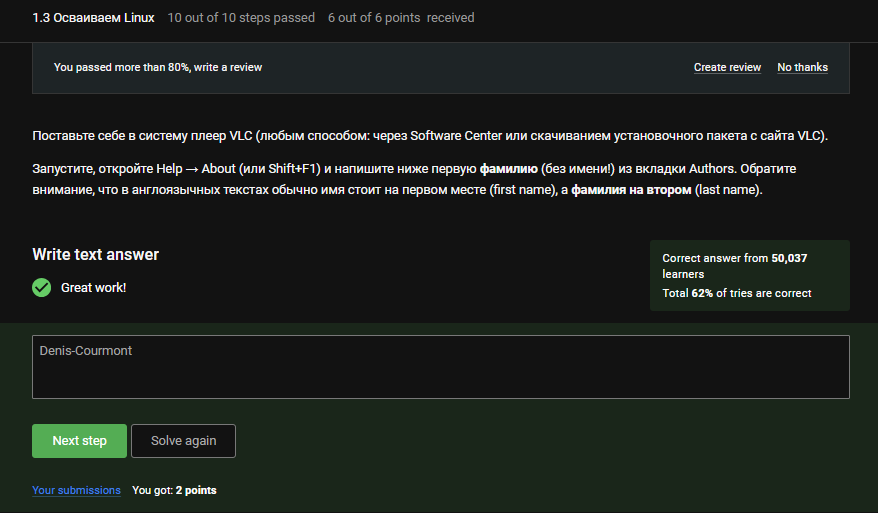 1.3 Осваиваем Linux 10 out of 10 steps passed 6 out of 6 points received
You passed more than 80%, write a review Create review No thanks
Поставьте себе в систему плеер VLC (любым способом: через Software Center или скачиванием установочного пакета с сайта VLC).
Запустите, откройте Help → About (или Shift+F1) и напишите ниже первую фамилию (без имени!) из вкладки Authors. Обратите
внимание, что в англоязычных текстах обычно имя стоит на первом месте (first name), а фамилия на втором (last name).
Write text answer
Great work!
Correct answer from 50,037
learners
Total 62% of tries are correct
Denis-Courmont
Next step Solve again
Your submissions You got: 2 points